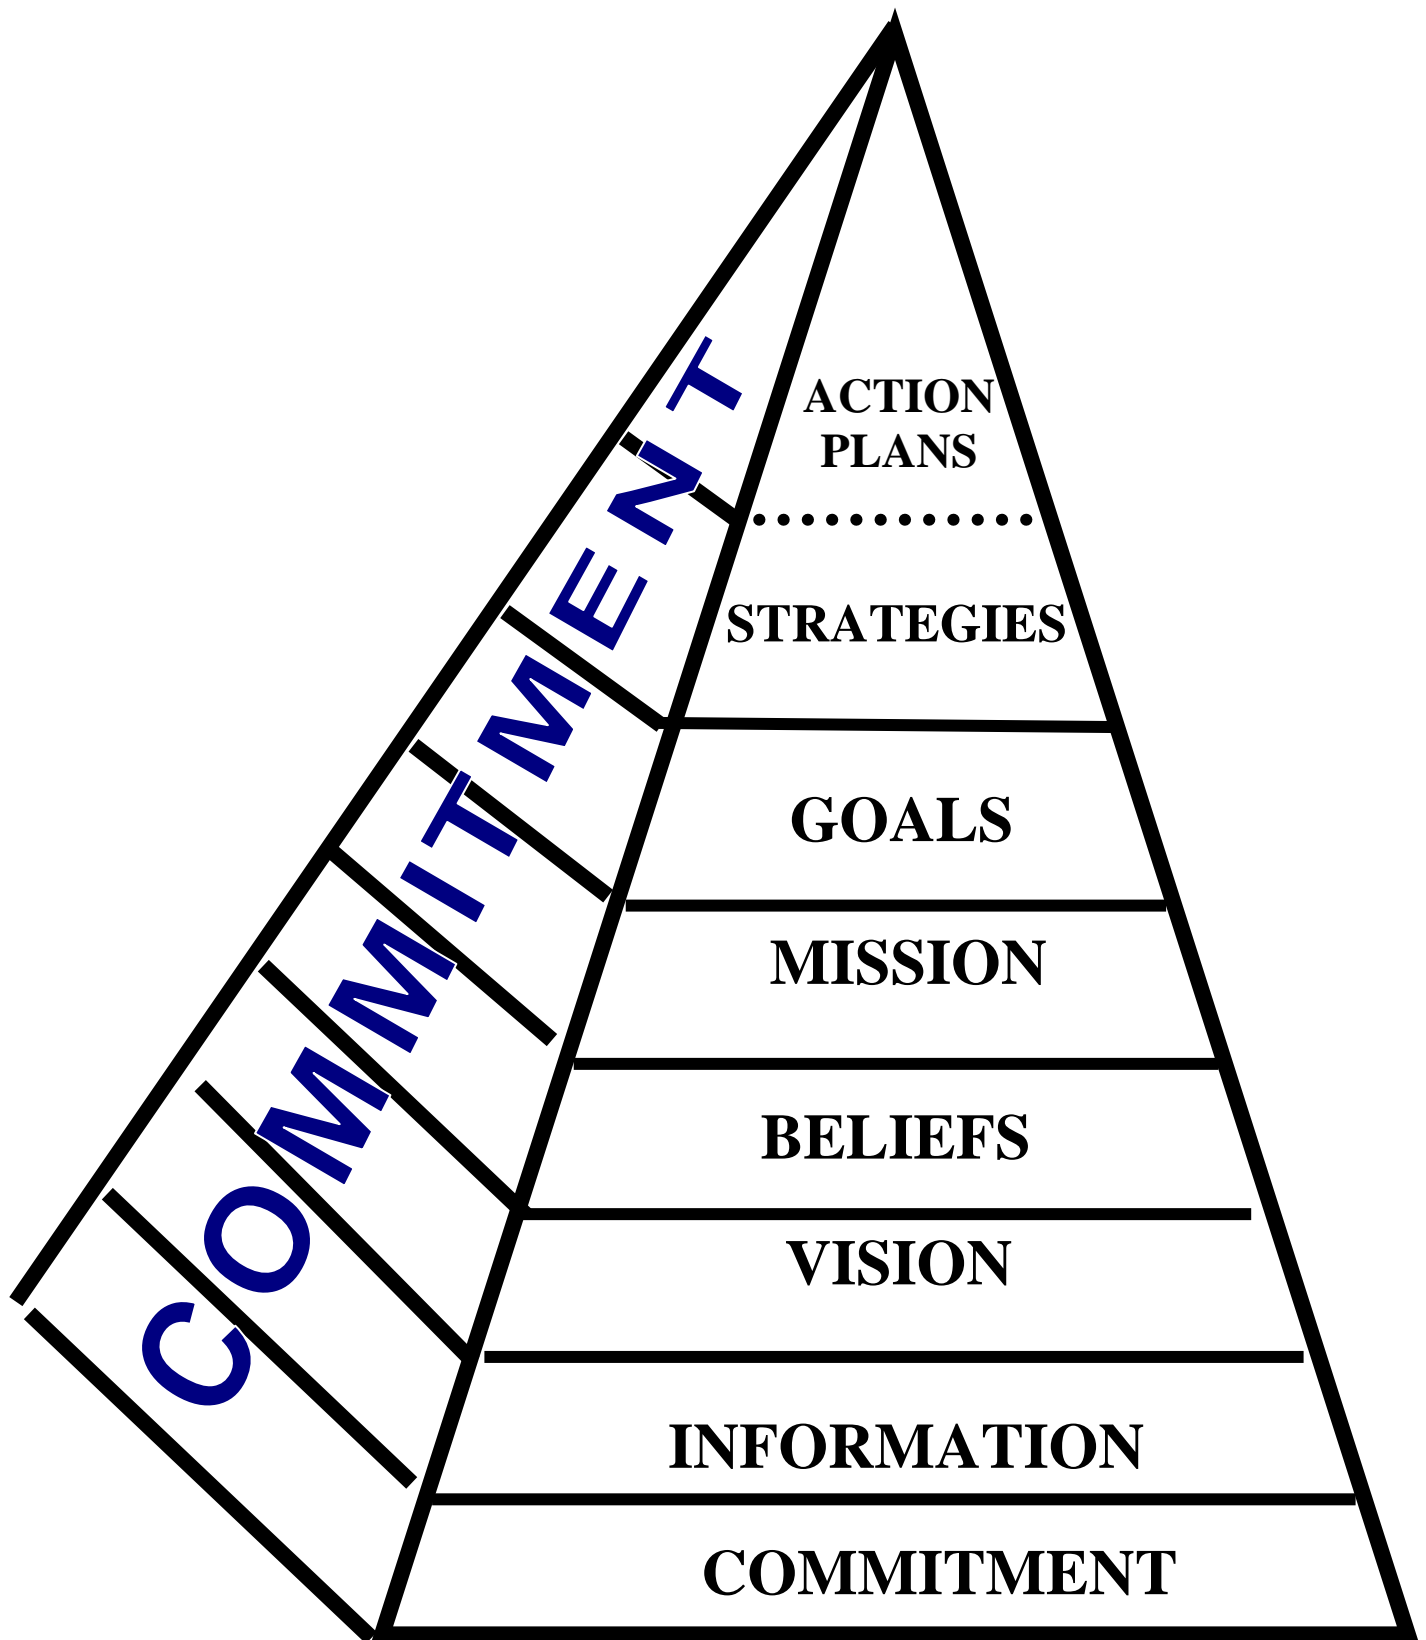 ACTION
PLANS
STRATEGIES
GOALS
MISSION
BELIEFS
VISION
INFORMATION
COMMITMENT
COMMITMENT